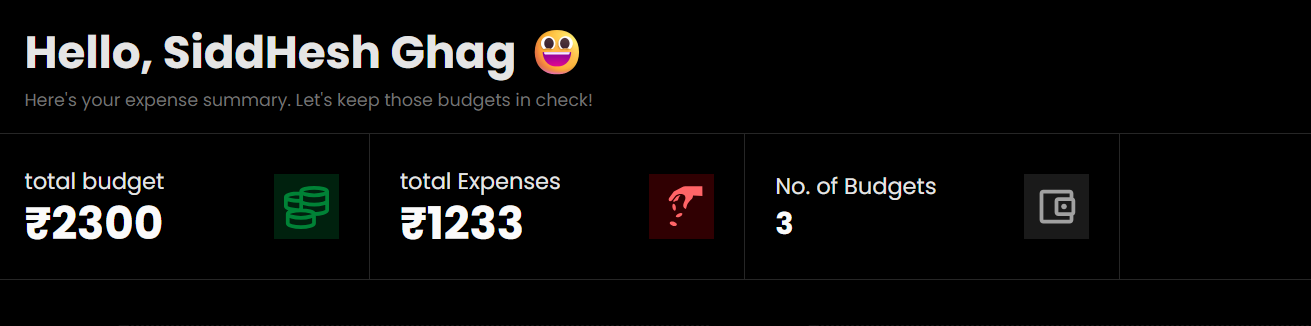 Hello, SiddHesh Ghag 😀
Here's your expense summary. Let's keep those budgets in check!
total budget
₹2300
total Expenses
₹1233
No. of Budgets
3